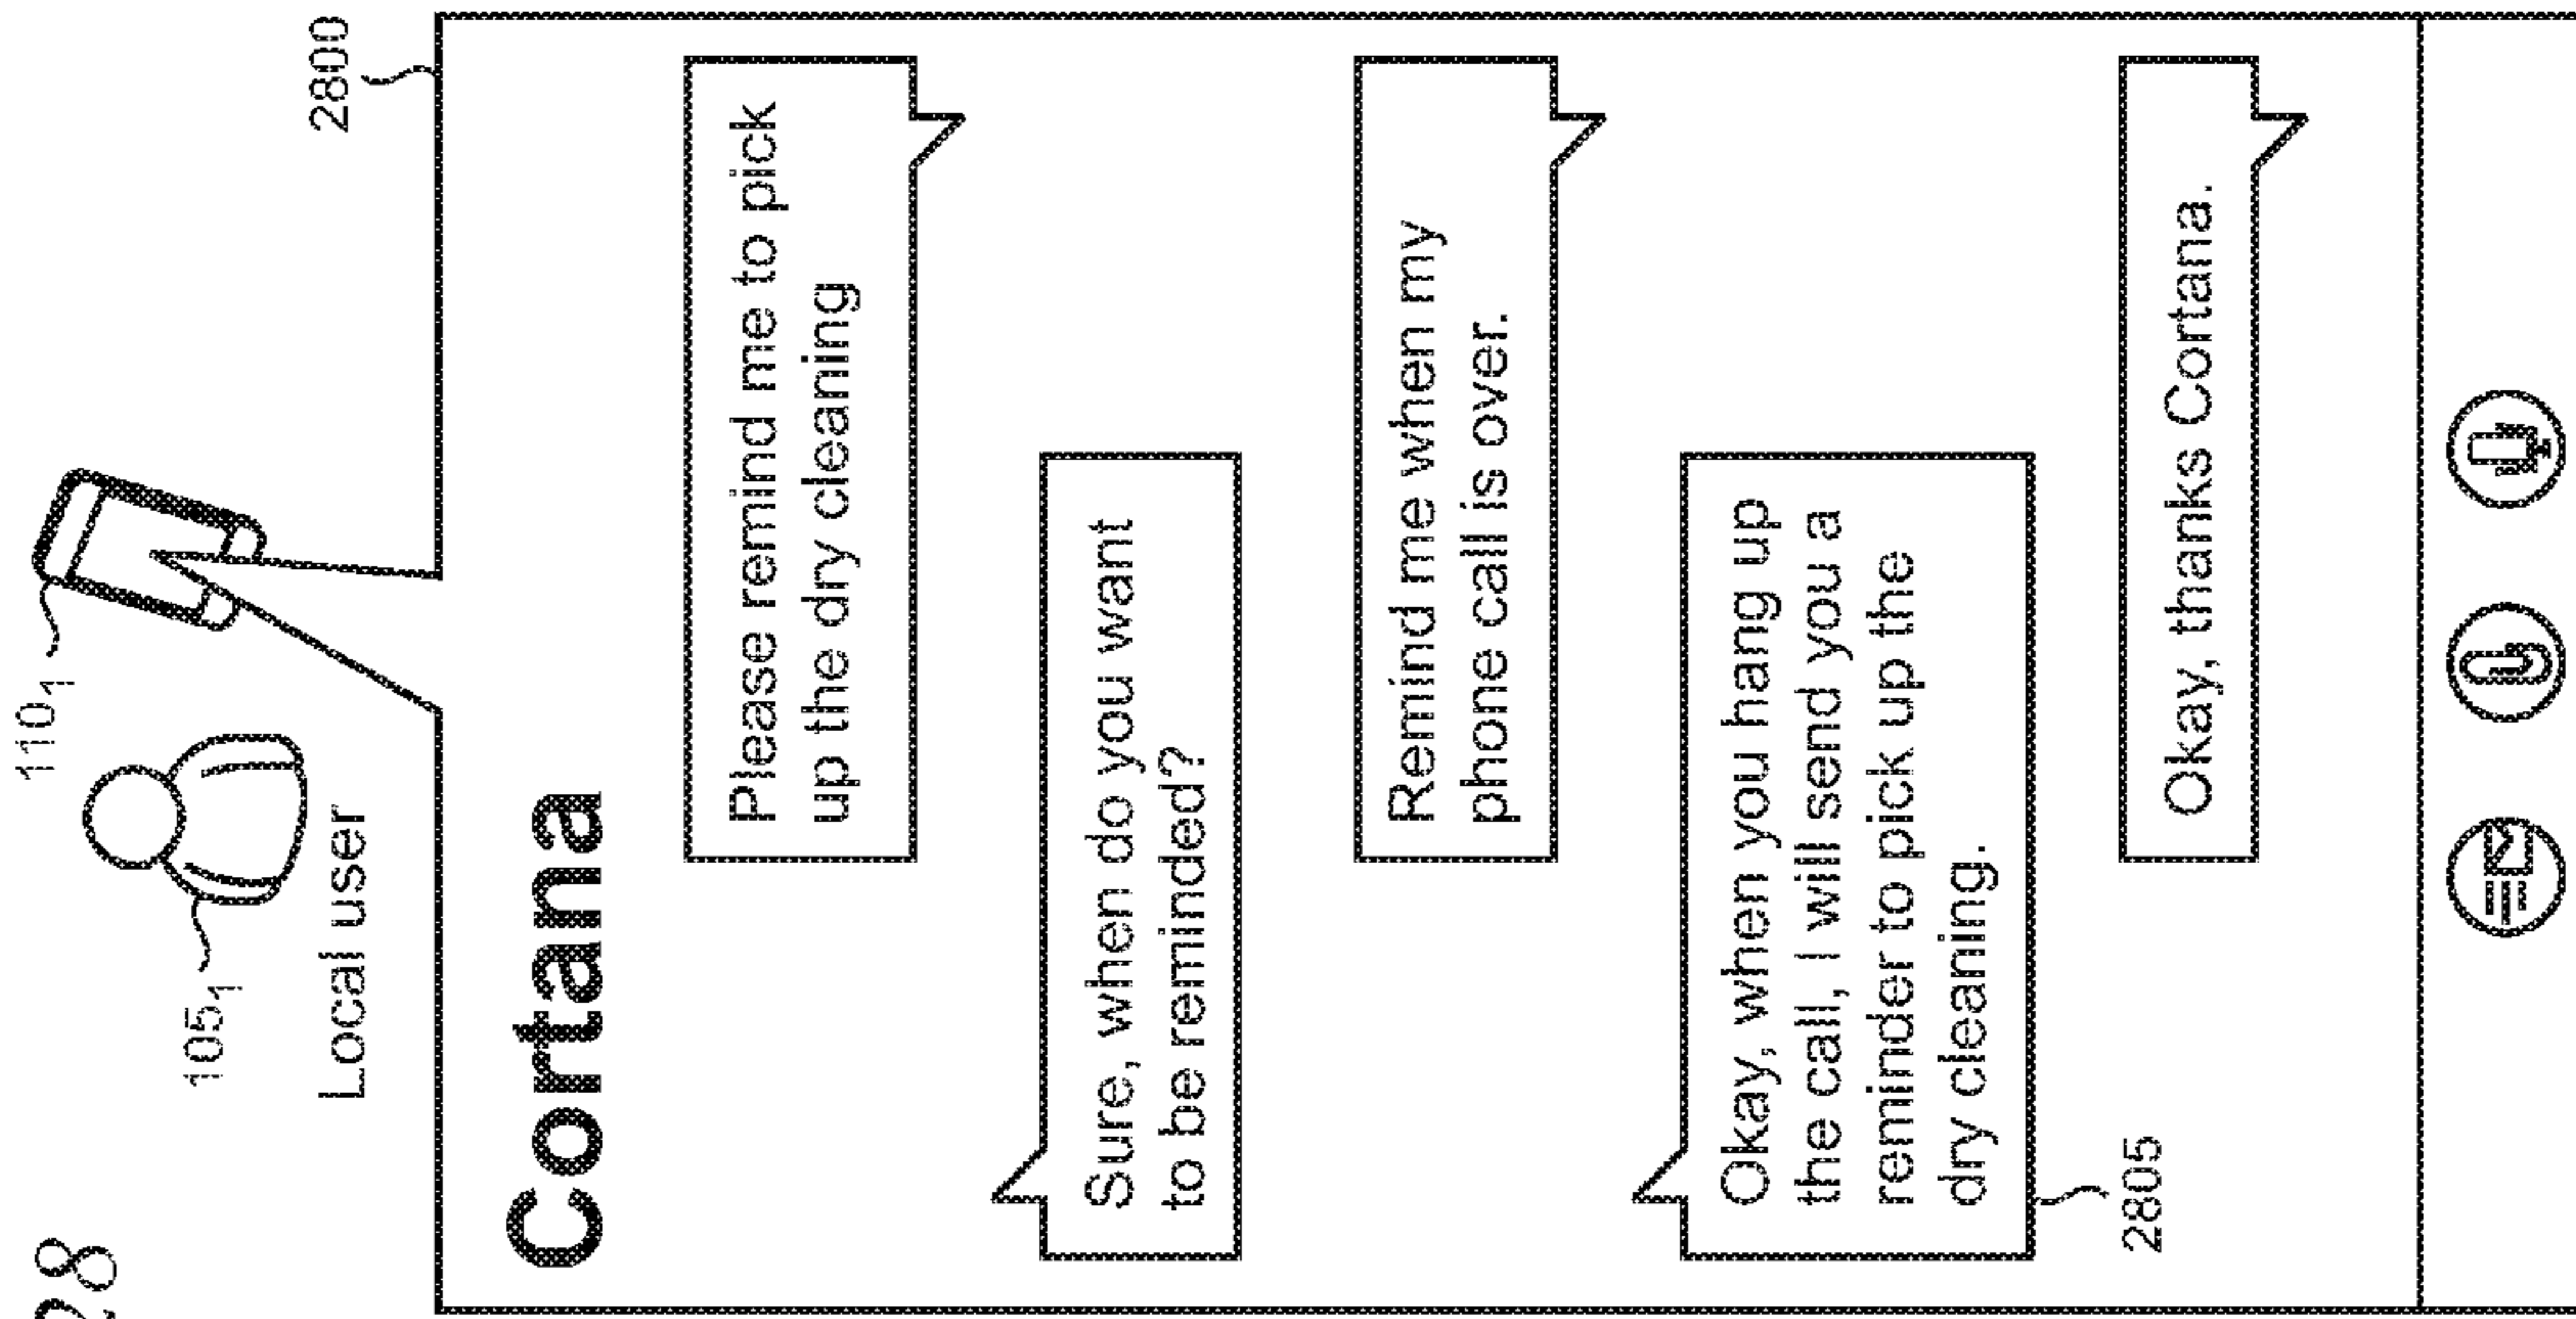 28
110₁
105₁
Local user
2800
Cortana
Please remind me to pick
up the dry cleaning
Sure, when do you want
to be reminded?
Remind me when my
phone call is over.
Okay, when you hang up
the call, I will send you a
reminder to pick up the
dry cleaning.
2805
Okay, thanks Cortana.